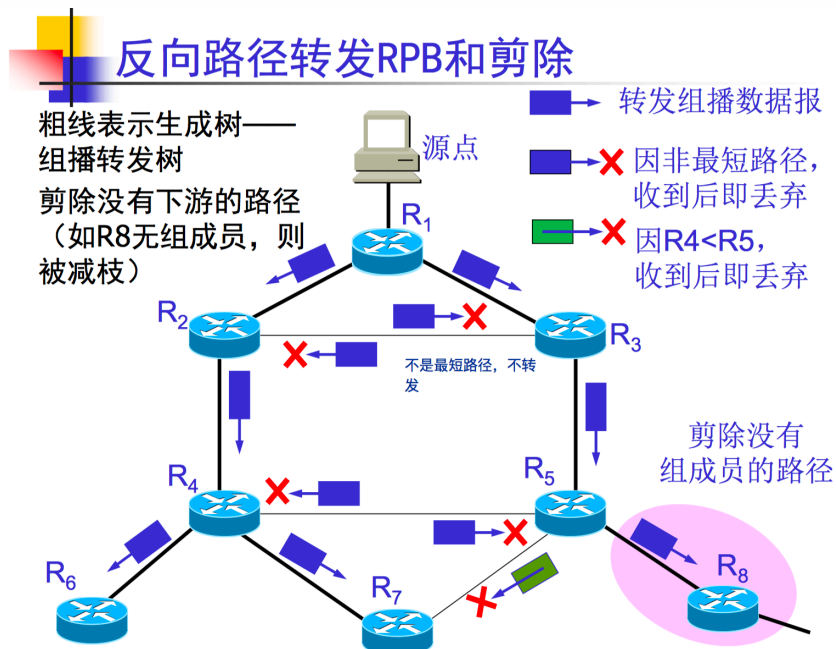 反向路径转发RPB和剪除
粗线表示生成树——
组播转发树
剪除没有下游的路径
（如R8无组成员，则
被减枝）
源点
转发组播数据报
因非最短路径，
收到后即丢弃
因R4<R5，
收到后即丢弃
R1
R2
R3
不是最短路径，不转
发
R4
R5
剪除没有
组成员的路径
R6
R7
R8